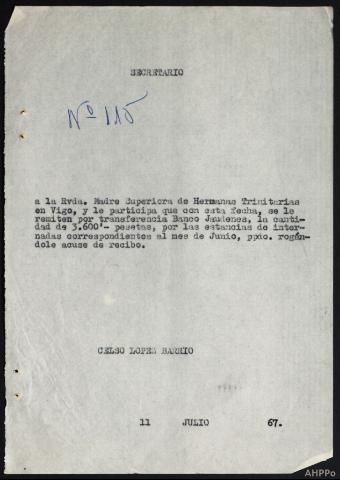 SECRETARIO
Nº 115
a la Rvda. Madre Superiora de Hermanas Trinitarias
en Vigo, y le participa que con esta fecha, se le
remiten por transferencia Banco Jaudenes, la canti-
dad de 3.600'- pesetas, por las estancias de inter-
nadas correspondientes al mes de Junio, ppdo. rogán-
dole acuse de recibo.
CELSO LOPEZ BARRIO
11 JULIO 67.
AHPPo